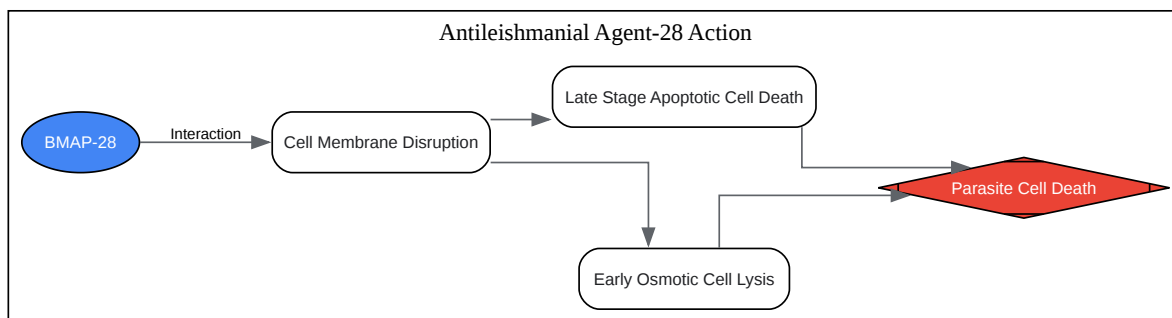 Antileishmanial Agent-28 Action
BMAP-28
Interaction
Cell Membrane Disruption
Late Stage Apoptotic Cell Death
Early Osmotic Cell Lysis
Parasite Cell Death